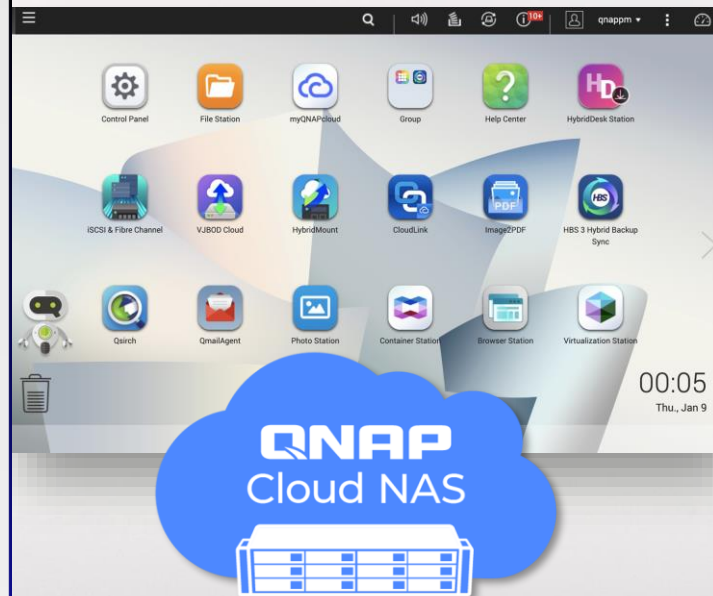 10+
qnappm
Control Panel
File Station
myQNAPcloud
Group
Help Center
HD
HybridDesk Station
iSCSI & Fibre Channel
VJBOD Cloud
HybridMount
CloudLink
PDF
Image2PDF
HBS
HBS 3 Hybrid Backup
Sync
Qsirch
QmailAgent
Photo Station
Container Station
Browser Station
Virtualization Station
00:05
Thu., Jan 9
QNAP
Cloud NAS